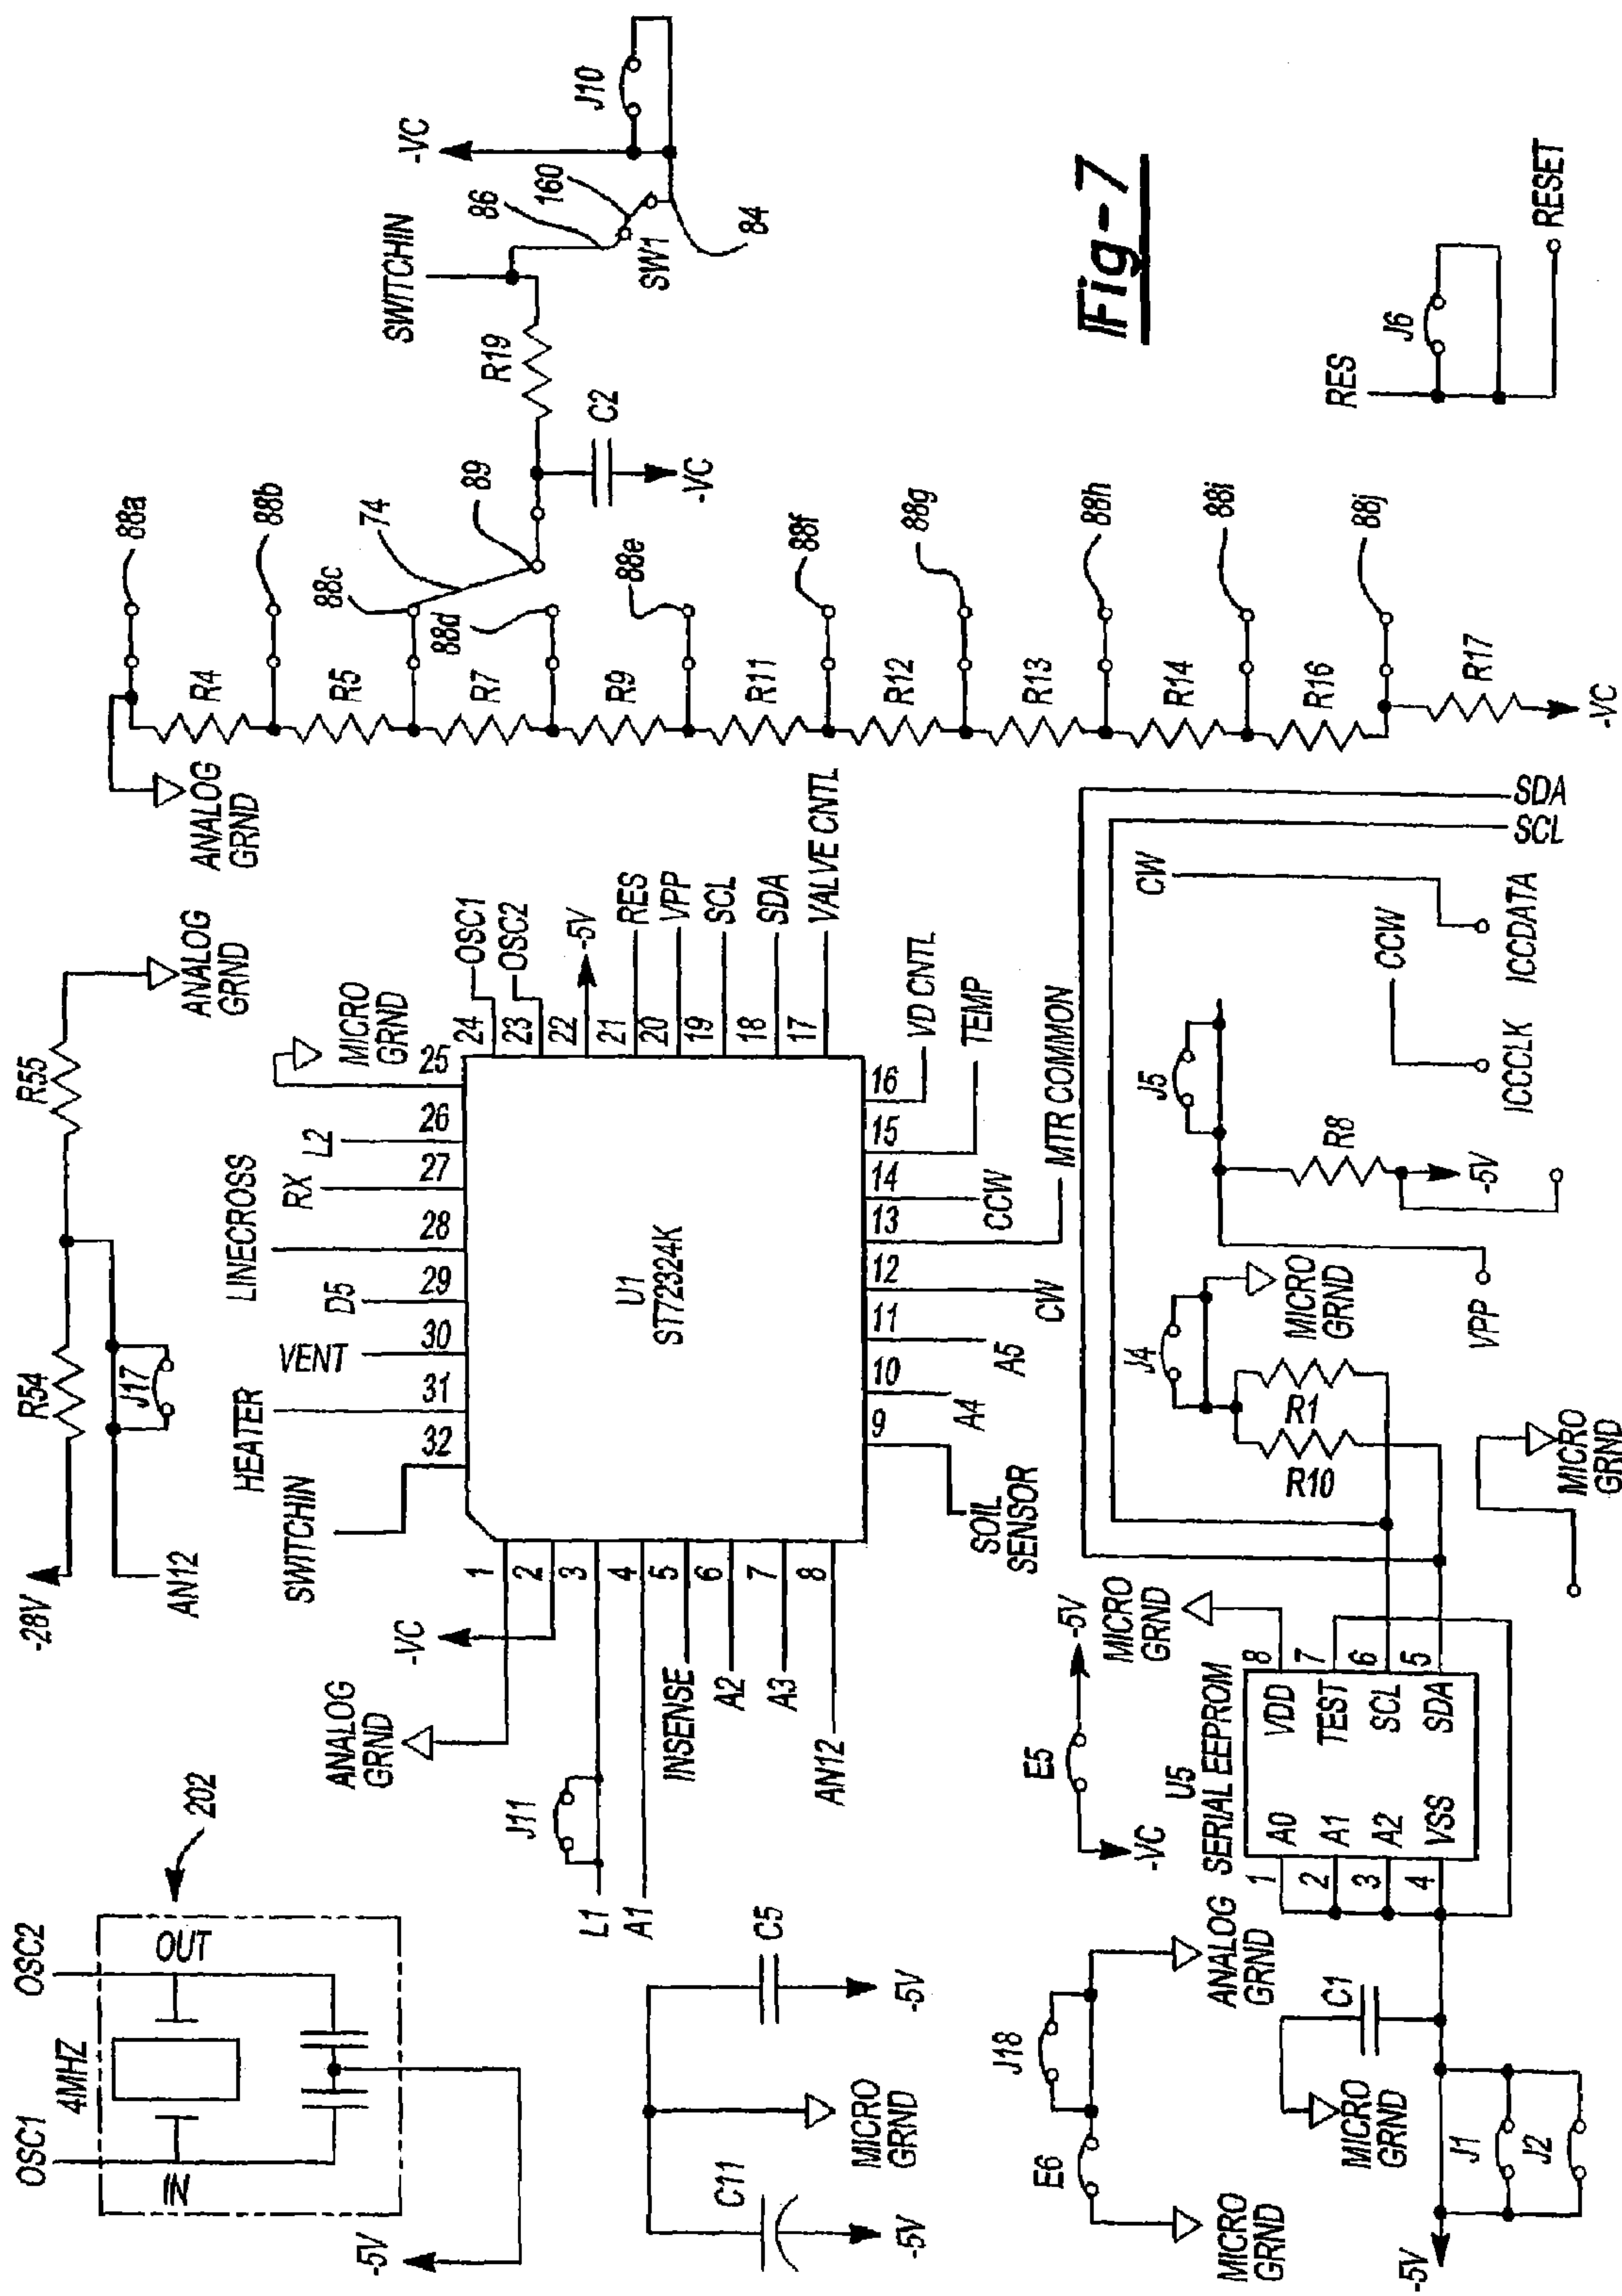 -28V
R54
R55
ANALOG
GRND
J17
AN12
OSC1
OSC2
4MHZ
IN
OUT
202
-5V
SWITCHIN
HEATER
VENT
D5
LINECROSS
RX
L2
MICRO
GRND
32
31
30
29
28
27
26
25
24
23
22
21
20
19
18
17
OSC1
OSC2
-5V
RES
VPP
SCL
SDA
VALVE CNTL
U1
ST72324K
ANALOG
GRND
-VC
J11
L1
A1
INSENSE
A2
A3
AN12
1
2
3
4
5
6
7
8
9
10
11
12
13
14
15
16
SOIL
SENSOR
A4
A5
CW
MTR COMMON
CCW
TEMP
VD CNTL
ANALOG
GRND
R4
R5
R7
R9
R11
R12
R13
R14
R16
R17
-VC
88a
88b
88c
88d
88e
88f
88g
88h
88i
88j
74
89
C2
-VC
R19
SWITCHIN
86
160
SW1
84
-VC
J10
Fig-7
C11
C5
-5V
MICRO
GRND
-5V
E6
J18
MICRO
GRND
ANALOG
GRND
-VC
E5
-5V
U5
SERIAL EEPROM
1
2
3
4
A0
A1
A2
VSS
VDD
TEST
SCL
SDA
8
7
6
5
MICRO
GRND
C1
MICRO
GRND
J1
J2
-5V
J4
MICRO
GRND
R1
R10
MICRO
GRND
J5
R8
-5V
VPP
CCW
ICCCLK
CW
ICCDATA
SCL
SDA
RES
J6
RESET